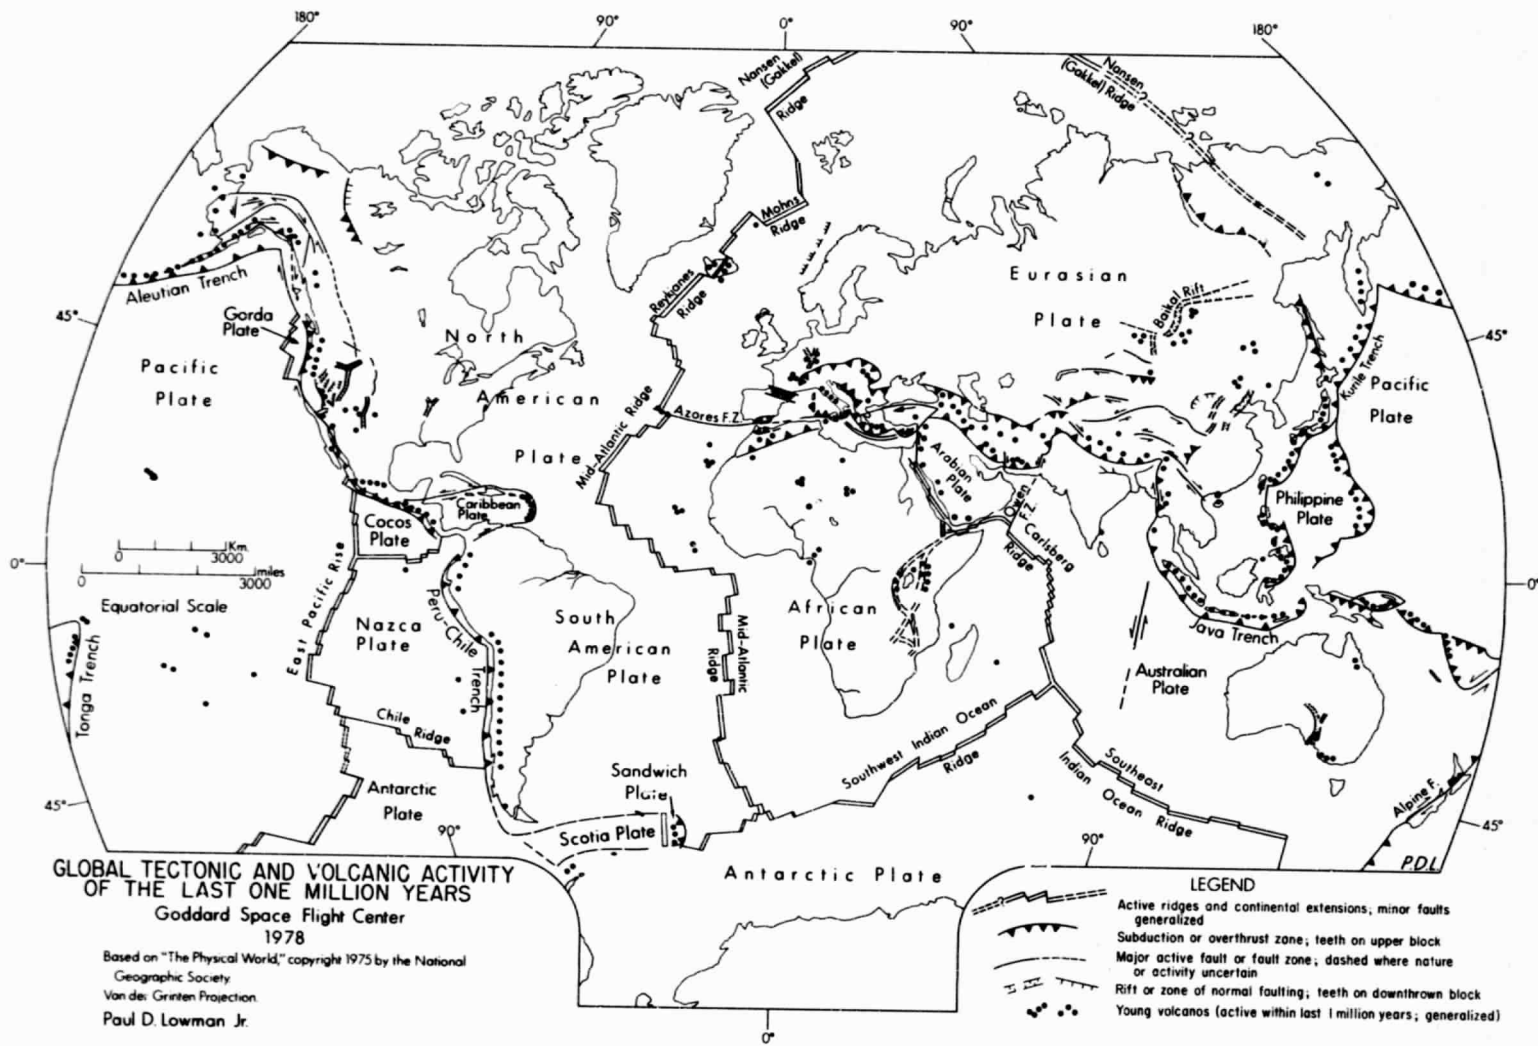 180°
90°
0°
90°
180°
Nansen
(Gakkel)
Ridge
Nansen
(Gakkel) Ridge
Mohns
Ridge
Reykjanes
Ridge
Aleutian Trench
Eurasian
Plate
Baikal Rift
45°
Gorda
Plate
North
American
Plate
45°
Pacific
Plate
Kurile Trench
Pacific
Plate
Azores F.Z.
Mid-Atlantic Ridge
Arabian
Plate
Owen
F.Z.
Carlsberg
Ridge
Philippine
Plate
Caribbean
Plate
Cocos
Plate
0°
0 3000 Km.
0 3000 miles
Equatorial Scale
0°
East Pacific Rise
Peru-Chile
Trench
Nazca
Plate
South
American
Plate
Mid-Atlantic
Ridge
African
Plate
Java Trench
Australian
Plate
Tonga Trench
Chile
Ridge
Southwest Indian Ocean
Ridge
Southeast
Indian Ocean Ridge
Sandwich
Plate
Alpine F.
45°
Antarctic
Plate
Scotia Plate
45°
90°
90°
Antarctic Plate
P.D.L.
GLOBAL TECTONIC AND VOLCANIC ACTIVITY
OF THE LAST ONE MILLION YEARS
Goddard Space Flight Center
1978
Based on "The Physical World," copyright 1975 by the National
Geographic Society.
Van der Grinten Projection.
Paul D. Lowman Jr.
LEGEND
Active ridges and continental extensions; minor faults
generalized
Subduction or overthrust zone; teeth on upper block
Major active fault or fault zone; dashed where nature
or activity uncertain
Rift or zone of normal faulting; teeth on downthrown block
Young volcanos (active within last 1 million years; generalized)
0°